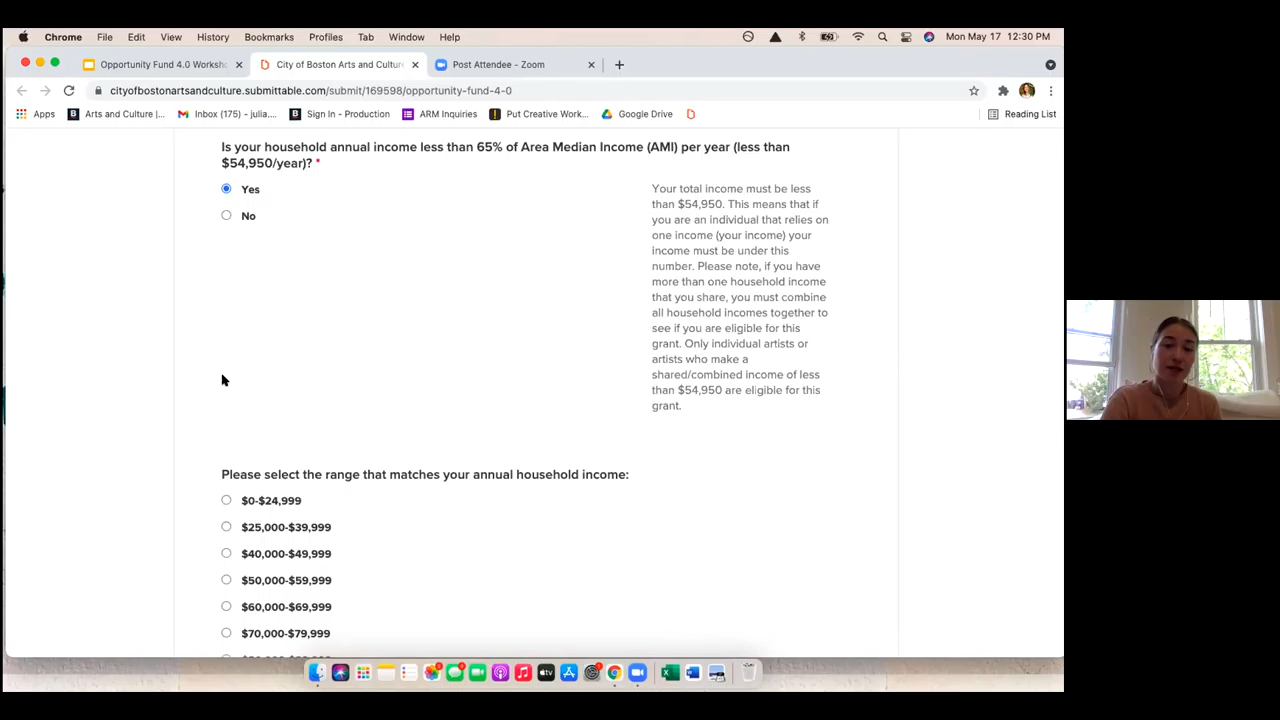 Chrome File Edit View History Bookmarks Profiles Tab Window Help Mon May 17 12:30 PM
Opportunity Fund 4.0 Worksho City of Boston Arts and Culture Post Attendee - Zoom
cityofbostonartsandculture.submittable.com/submit/169598/opportunity-fund-4-0
Apps Arts and Culture |... Inbox (175) - julia.... Sign In - Production ARM Inquiries Put Creative Work... Google Drive Reading List
Is your household annual income less than 65% of Area Median Income (AMI) per year (less than
$54,950/year)? *
Yes
No
Your total income must be less
than $54,950. This means that if
you are an individual that relies on
one income (your income) your
income must be under this
number. Please note, if you have
more than one household income
that you share, you must combine
all household incomes together to
see if you are eligible for this
grant. Only individual artists or
artists who make a
shared/combined income of less
than $54,950 are eligible for this
grant.
Please select the range that matches your annual household income:
$0-$24,999
$25,000-$39,999
$40,000-$49,999
$50,000-$59,999
$60,000-$69,999
$70,000-$79,999